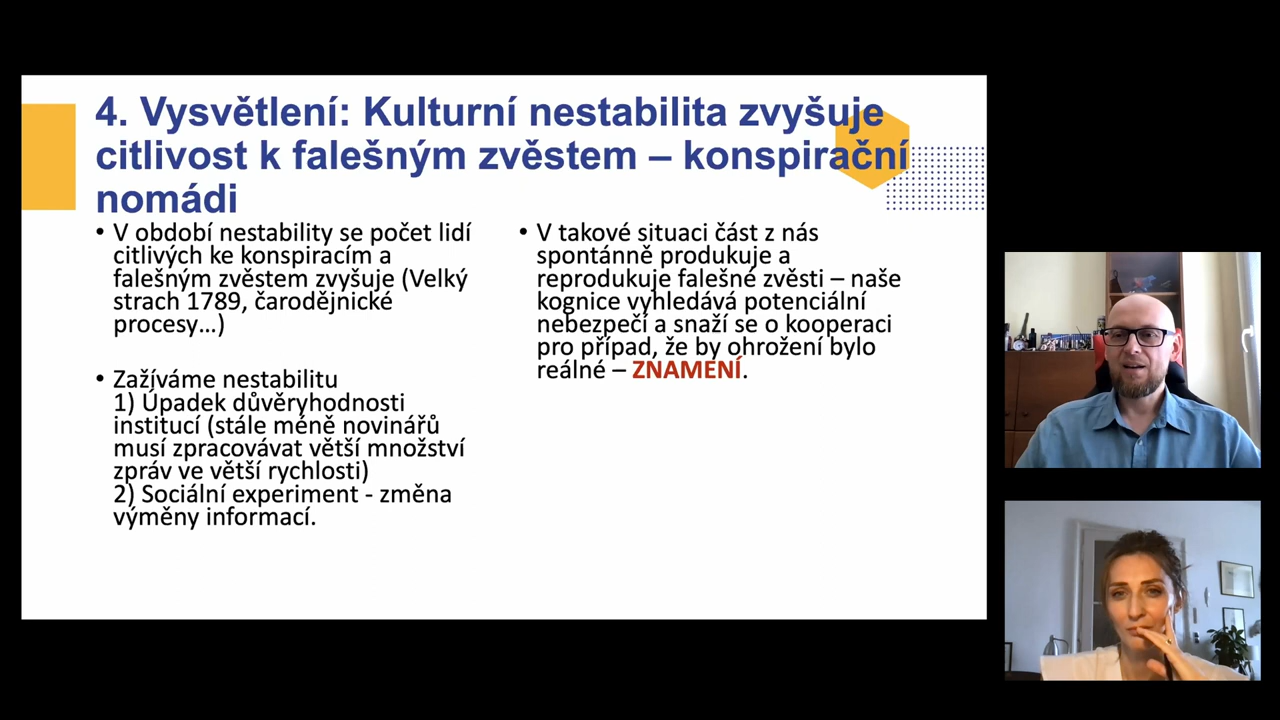 4. Vysvětlení: Kulturní nestabilita zvyšuje
citlivost k falešným zvěstem – konspirační
nomádi
• V období nestability se počet lidí
citlivých ke konspiracím a
falešným zvěstem zvyšuje (Velký
strach 1789, čarodějnické
procesy…)
• Zažíváme nestabilitu
1) Úpadek důvěryhodnosti
institucí (stále méně novinářů
musí zpracovávat větší množství
zpráv ve větší rychlosti)
2) Sociální experiment - změna
výměny informací.
• V takové situaci část z nás
spontánně produkuje a
reprodukuje falešné zvěsti – naše
kognice vyhledává potenciální
nebezpečí a snaží se o kooperaci
pro případ, že by ohrožení bylo
reálné – ZNAMENÍ.